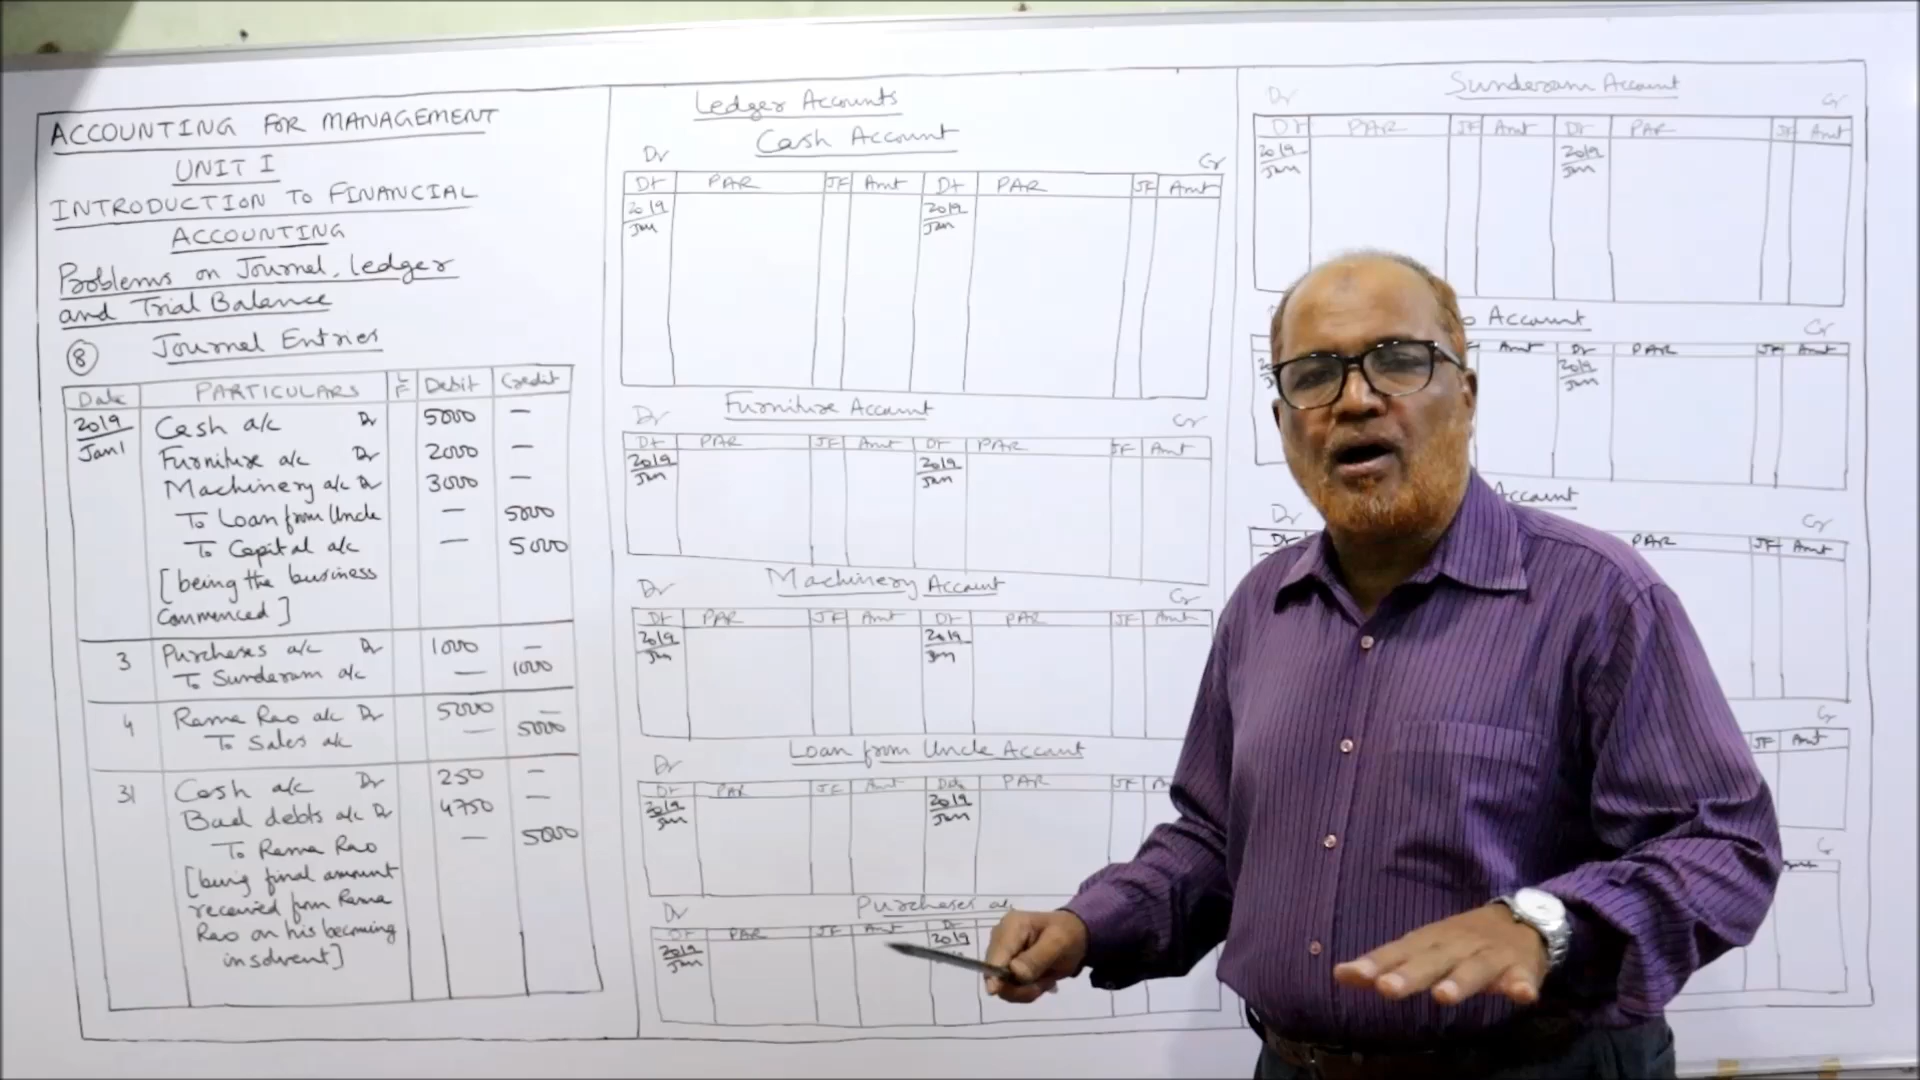 ACCOUNTING FOR MANAGEMENT
UNIT I
INTRODUCTION TO FINANCIAL
ACCOUNTING
Problems on Journal, ledger
and Trial Balance
8 Journal Entries
Date PARTICULARS LF Debit Credit
2019 Jan 1 Cash a/c Dr 5000 —
Furniture a/c Dr 2000 —
Machinery a/c Dr 3000 —
To Loan from Uncle — 5000
To Capital a/c — 5000
[being the business
Commenced]
3 Purchases a/c Dr 1000 —
To Sunderam a/c — 1000
4 Rama Rao a/c Dr 5000 —
To Sales a/c — 5000
31 Cash a/c Dr 250 —
Bad debts a/c Dr 4750 —
To Rama Rao — 5000
[being final amount
received from Rama
Rao on his becoming
insolvent]
Ledger Accounts
Cash Account
Dr Cr
Dt PAR JF Amt Dt PAR JF Amt
2019 Jan 2019 Jan
Furniture Account
Dr Cr
Dt PAR JF Amt Dt PAR JF Amt
2019 Jan 2019 Jan
Machinery Account
Dr Cr
Dt PAR JF Amt Dt PAR JF Amt
2019 Jan 2019 Jan
Loan from Uncle Account
Dr
Dt PAR JF Amt Date PAR JF
2019 Jan 2019 Jan
Purchases a/c
Dr
Dt PAR JF Amt Dt
2019 Jan 2019
Sunderam Account
Dr Cr
Dt PAR JF Amt Dt PAR JF Amt
2019 Jan 2019 Jan
Account
Cr
Amt Dr PAR JF Amt
2019 Jan
Account
Dr Cr
Dt PAR JF Amt
Cr
JF Amt
Cr